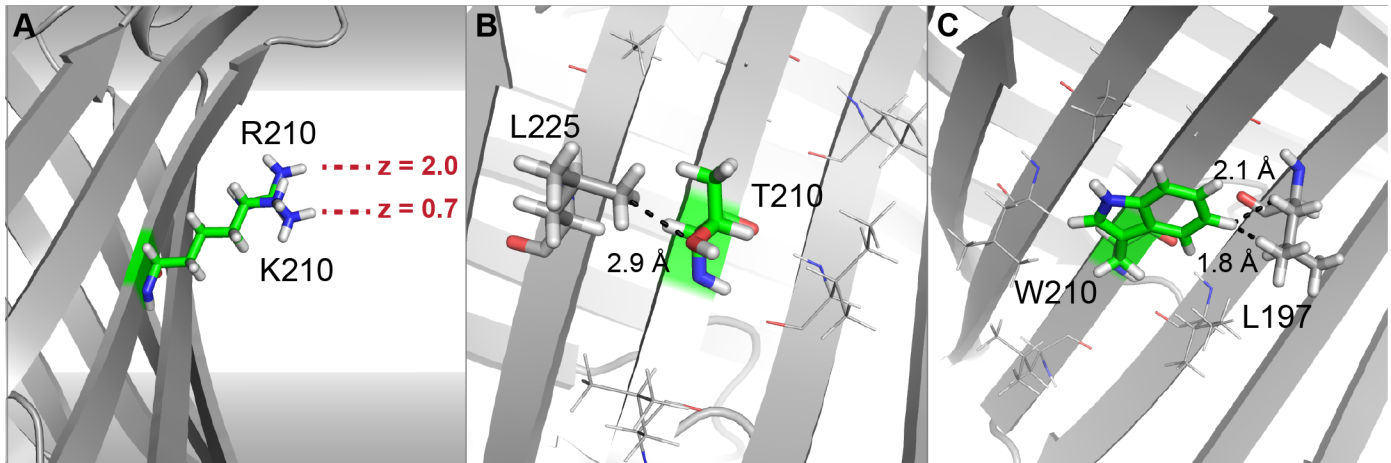 A
R210
z = 2.0
z = 0.7
K210
B
L225
T210
2.9 Å
C
2.1 Å
1.8 Å
W210
L197